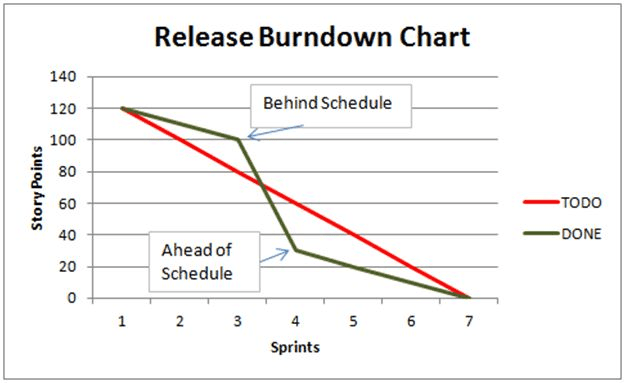 Release Burndown Chart
140
120
100
80
60
40
20
0
Story Points
Behind Schedule
Ahead of
Schedule
TODO
DONE
1 2 3 4 5 6 7
Sprints